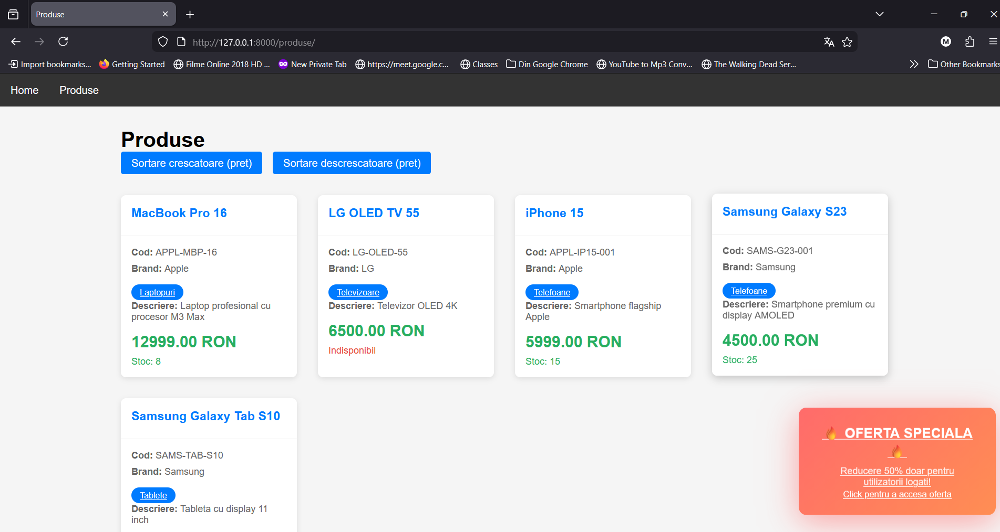 Produse
http://127.0.0.1:8000/produse/
M
Import bookmarks...
Getting Started
Filme Online 2018 HD ...
New Private Tab
https://meet.google.c...
Classes
Din Google Chrome
YouTube to Mp3 Conv...
The Walking Dead Ser...
Other Bookmarks
Home
Produse
Produse
Sortare crescatoare (pret)
Sortare descrescatoare (pret)
MacBook Pro 16
Cod: APPL-MBP-16
Brand: Apple
Laptopuri
Descriere: Laptop profesional cu
procesor M3 Max
12999.00 RON
Stoc: 8
LG OLED TV 55
Cod: LG-OLED-55
Brand: LG
Televizoare
Descriere: Televizor OLED 4K
6500.00 RON
Indisponibil
iPhone 15
Cod: APPL-IP15-001
Brand: Apple
Telefoane
Descriere: Smartphone flagship
Apple
5999.00 RON
Stoc: 15
Samsung Galaxy S23
Cod: SAMS-G23-001
Brand: Samsung
Telefoane
Descriere: Smartphone premium cu
display AMOLED
4500.00 RON
Stoc: 25
Samsung Galaxy Tab S10
Cod: SAMS-TAB-S10
Brand: Samsung
Tablete
Descriere: Tableta cu display 11
inch
🔥 OFERTA SPECIALA
🔥
Reducere 50% doar pentru
utilizatorii logati!
Click pentru a accesa oferta